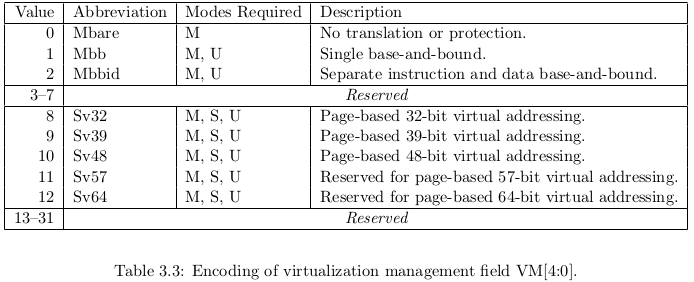 Value Abbreviation Modes Required Description
0 Mbare M No translation or protection.
1 Mbb M, U Single base-and-bound.
2 Mbbid M, U Separate instruction and data base-and-bound.
3–7 Reserved
8 Sv32 M, S, U Page-based 32-bit virtual addressing.
9 Sv39 M, S, U Page-based 39-bit virtual addressing.
10 Sv48 M, S, U Page-based 48-bit virtual addressing.
11 Sv57 M, S, U Reserved for page-based 57-bit virtual addressing.
12 Sv64 M, S, U Reserved for page-based 64-bit virtual addressing.
13–31 Reserved
Table 3.3: Encoding of virtualization management field VM[4:0].